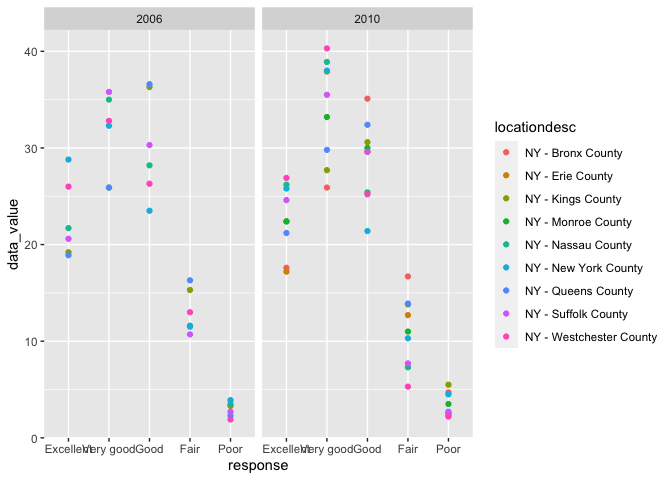 2006
2010
data_value
40
30
20
10
0
Excellent Very good Good Fair Poor
Excellent Very good Good Fair Poor
response
locationdesc
NY - Bronx County
NY - Erie County
NY - Kings County
NY - Monroe County
NY - Nassau County
NY - New York County
NY - Queens County
NY - Suffolk County
NY - Westchester County